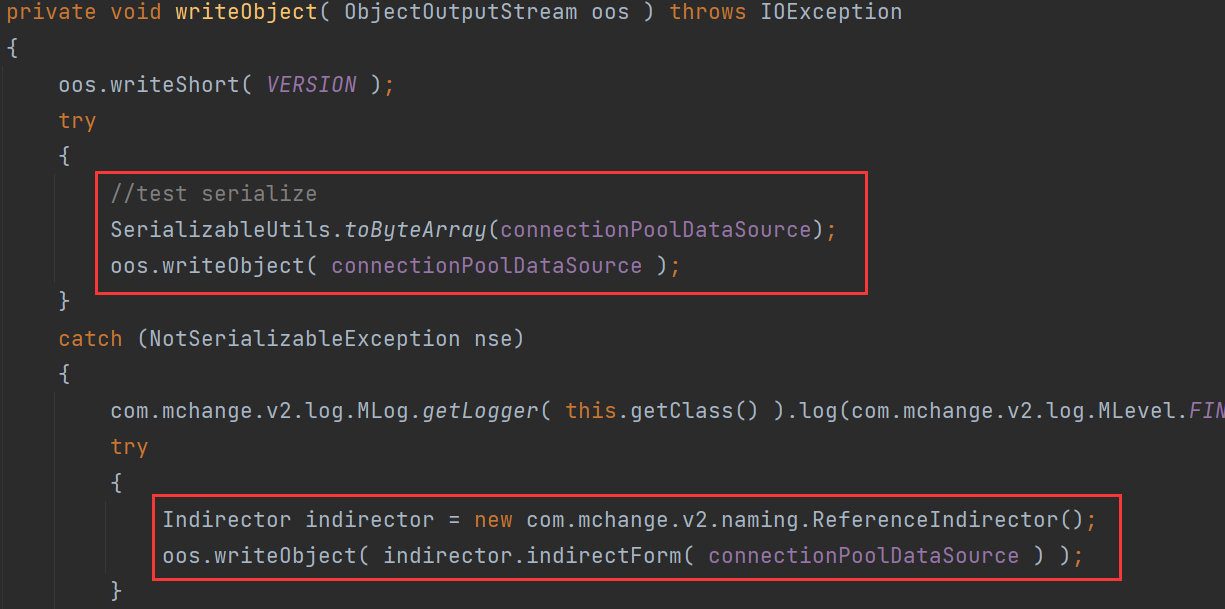 private void writeObject( ObjectOutputStream oos ) throws IOException
{
oos.writeShort( VERSION );
try
{
//test serialize
SerializableUtils.toByteArray(connectionPoolDataSource);
oos.writeObject( connectionPoolDataSource );
}
catch (NotSerializableException nse)
{
com.mchange.v2.log.MLog.getLogger( this.getClass() ).log(com.mchange.v2.log.MLevel.FIN
try
{
Indirector indirector = new com.mchange.v2.naming.ReferenceIndirector();
oos.writeObject( indirector.indirectForm( connectionPoolDataSource ) );
}